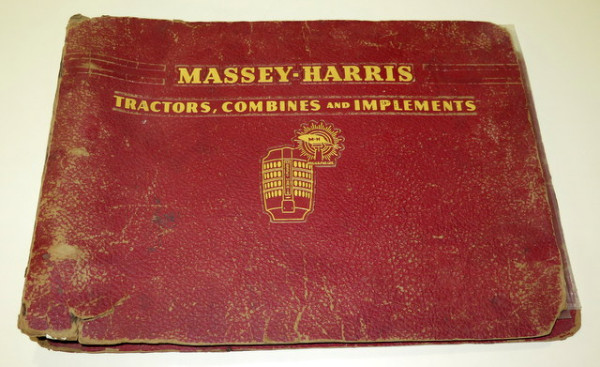 MASSEY-HARRIS
TRACTORS, COMBINES AND IMPLEMENTS
M-H